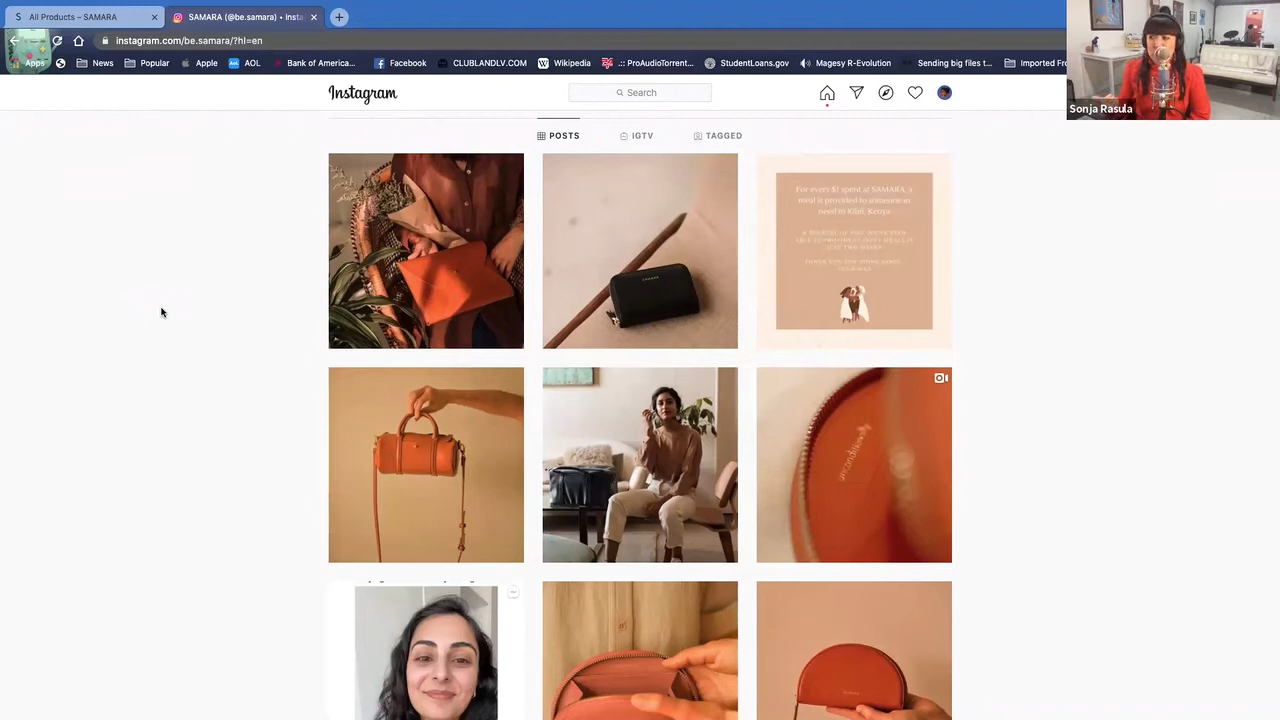 All Products – SAMARA
SAMARA (@be.samara) • Insta
instagram.com/be.samara/?hl=en
Apps
News
Popular
Apple
AOL
Bank of America...
Facebook
CLUBLANDLV.COM
Wikipedia
.:: ProAudioTorrent...
StudentLoans.gov
Magesy R-Evolution
Sending big files t...
Imported Fro
Sonja Rasula
Instagram
Search
POSTS
IGTV
TAGGED
For every $1 spent at SAMARA, a
meal is provided to someone in
need in Kilifi, Kenya
SAMARA
unconditionally